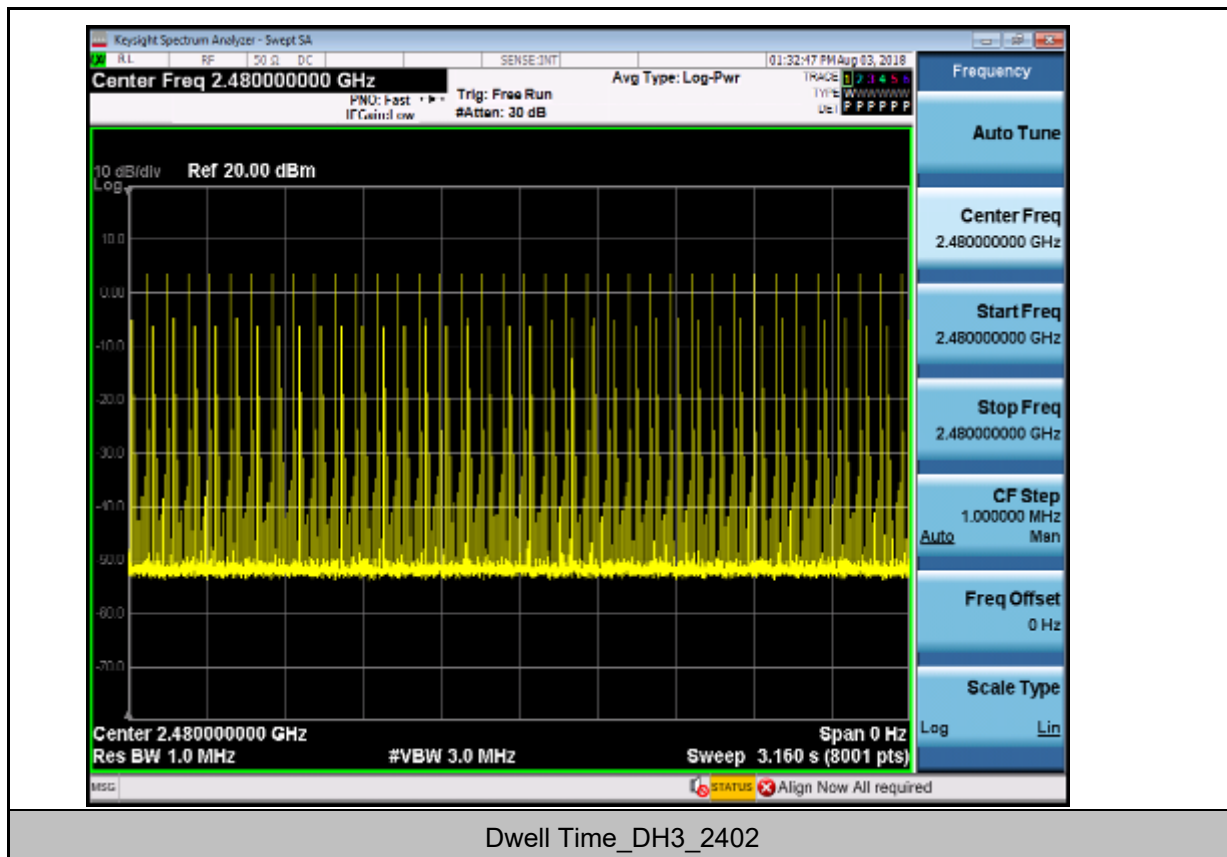 Keysight Spectrum Analyzer - Swept SA
RL RF 50 Ω DC SENSE:INT 01:32:47 PM Aug 03, 2018
Center Freq 2.480000000 GHz
PNO: Fast
IFGain:Low
Trig: Free Run
#Atten: 30 dB
Avg Type: Log-Pwr
TRACE 1 2 3 4 5 6
TYPE WWWWWW
DET P P P P P P
10 dB/div
Log
Ref 20.00 dBm
10.0
0.00
-10.0
-20.0
-30.0
-40.0
-50.0
-60.0
-70.0
Center 2.480000000 GHz
Span 0 Hz
Res BW 1.0 MHz
#VBW 3.0 MHz
Sweep 3.160 s (8001 pts)
MSG
STATUS
Align Now All required
Frequency
Auto Tune
Center Freq
2.480000000 GHz
Start Freq
2.480000000 GHz
Stop Freq
2.480000000 GHz
CF Step
1.000000 MHz
Auto Man
Freq Offset
0 Hz
Scale Type
Log Lin
Dwell Time_DH3_2402